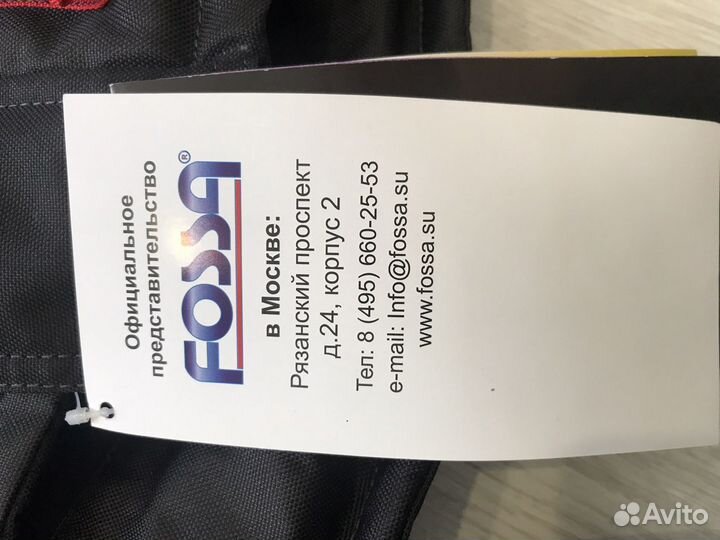 Официальное
представительство
FOSSA®
в Москве:
Рязанский проспект
д.24, корпус 2
Тел: 8 (495) 660-25-53
e-mail: Info@fossa.su
www.fossa.su
Avito